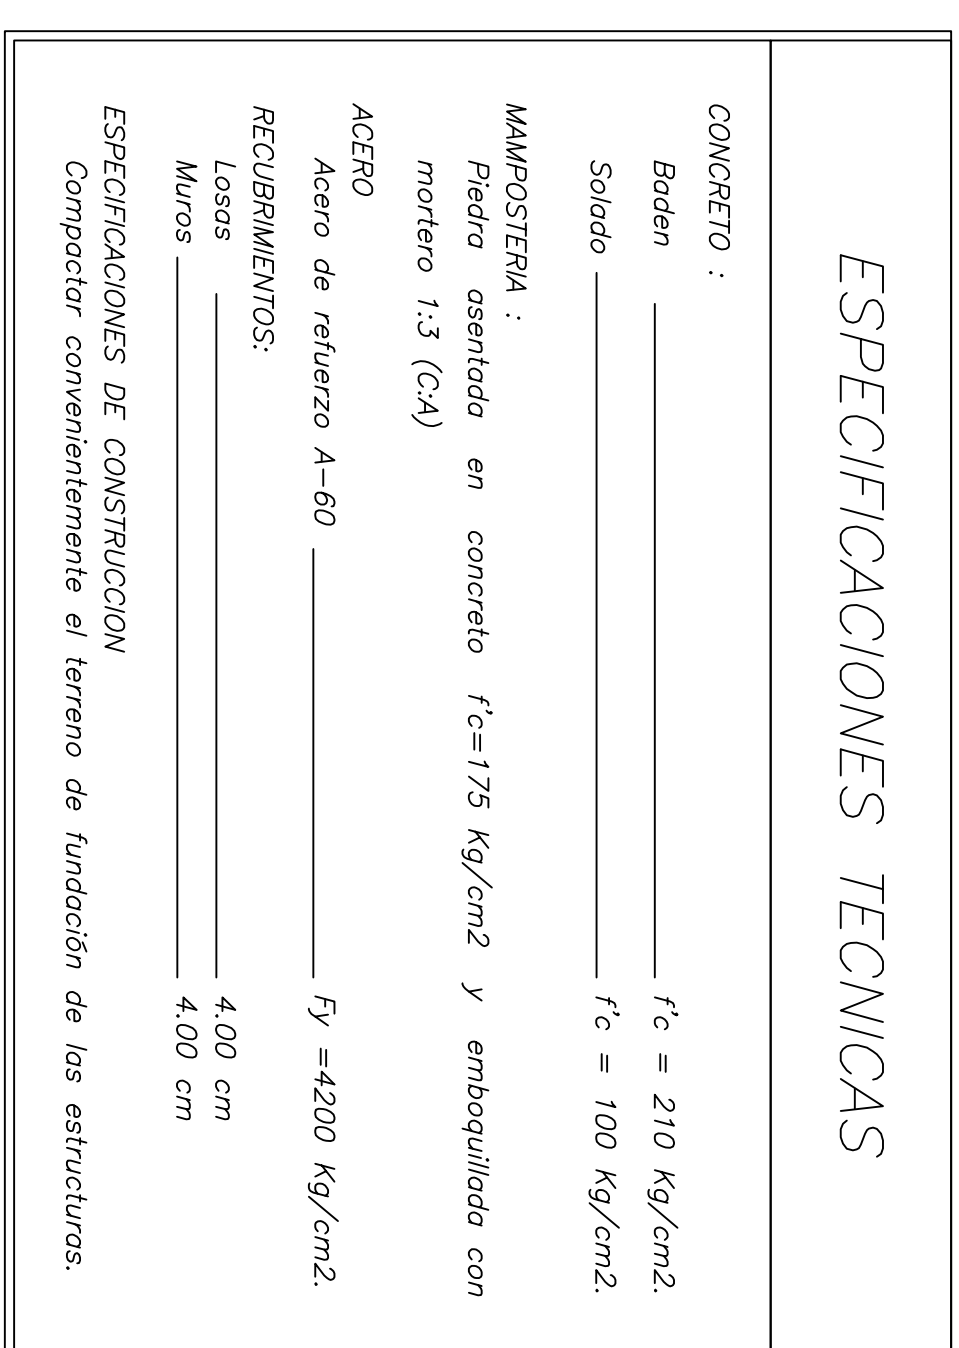 ESPECIFICACIONES TECNICAS
CONCRETO :
Baden f'c = 210 Kg/cm2.
Solado f'c = 100 Kg/cm2.
MAMPOSTERIA :
Piedra asentada en concreto f'c=175 Kg/cm2 y emboquillada con
mortero 1:3 (C:A)
ACERO
Acero de refuerzo A-60 Fy =4200 Kg/cm2.
RECUBRIMIENTOS:
Losas 4.00 cm
Muros 4.00 cm
ESPECIFICACIONES DE CONSTRUCCION
Compactar convenientemente el terreno de fundación de las estructuras.